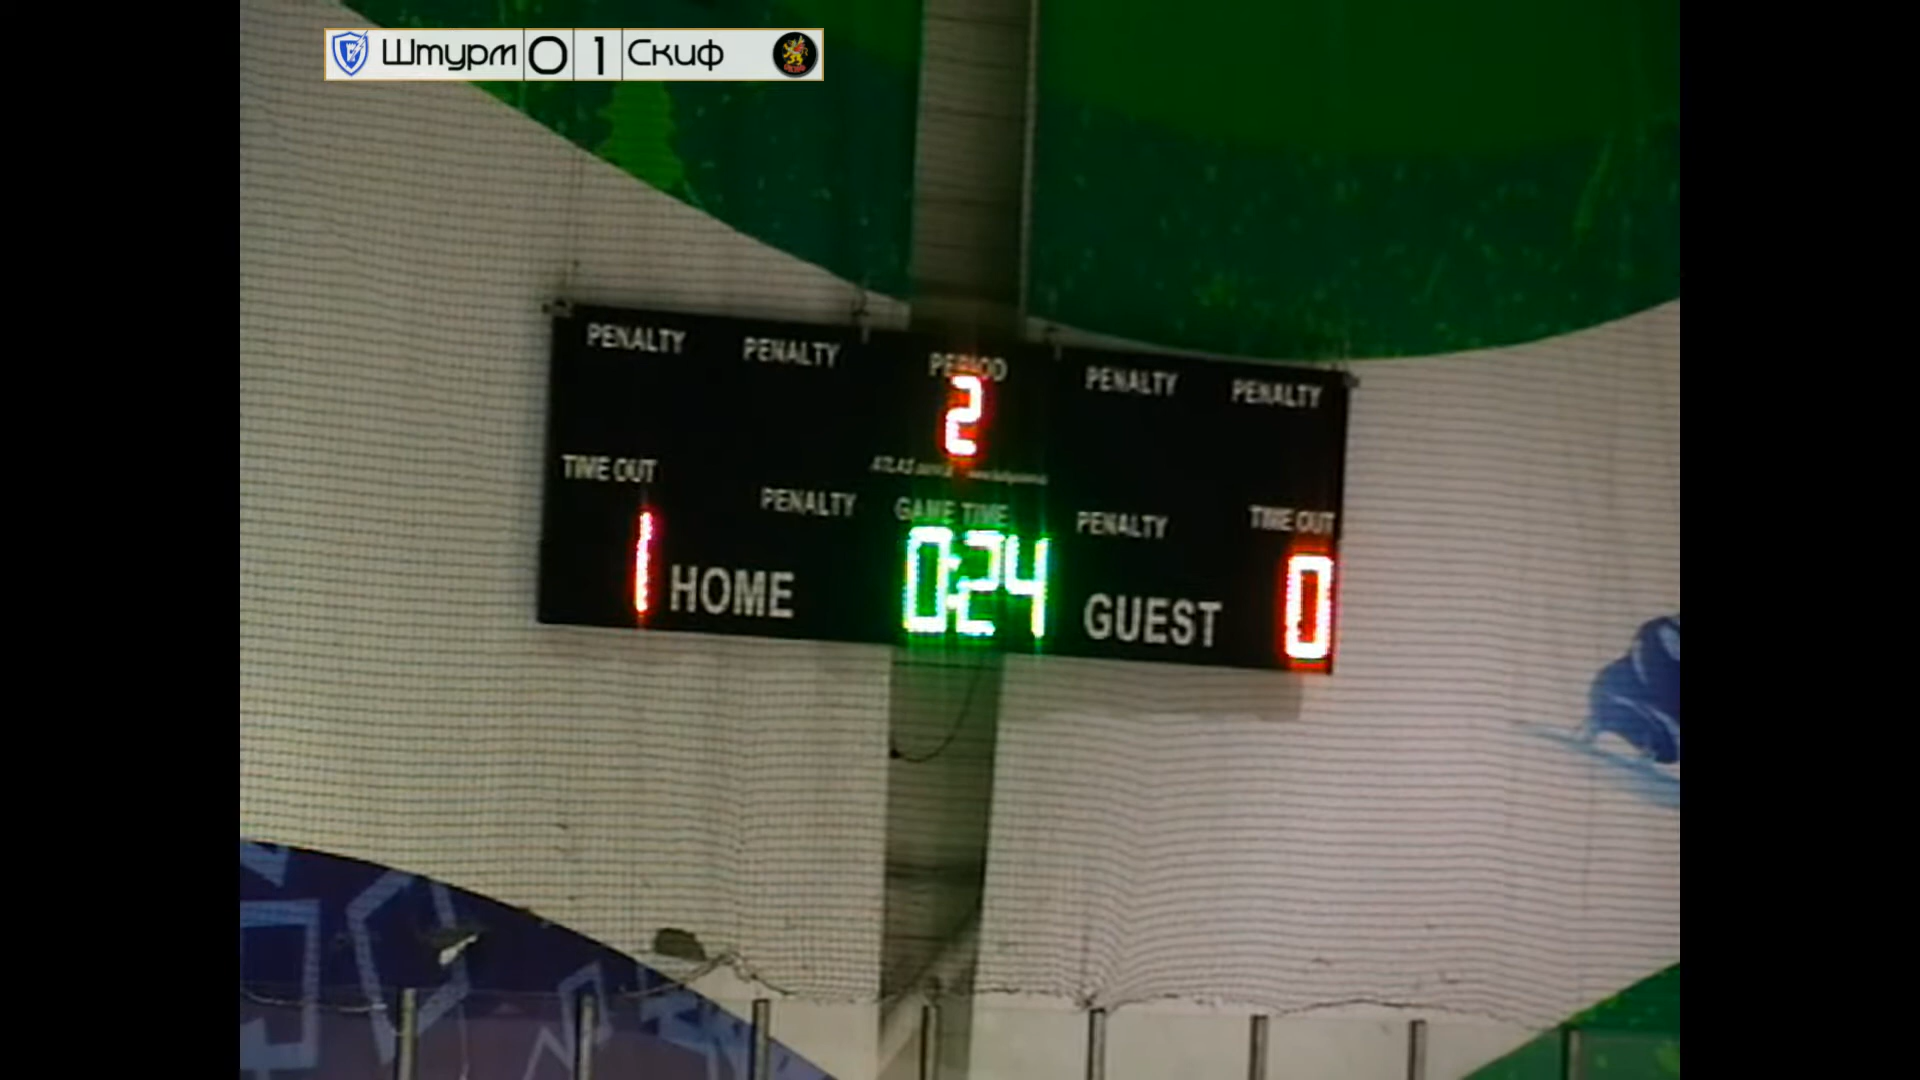 Штурм 0 1 Скиф
PENALTY PENALTY PERIOD PENALTY PENALTY
2
TIME OUT ATLAS TIME OUT
PENALTY GAME TIME PENALTY
1 HOME 0:24 GUEST 0